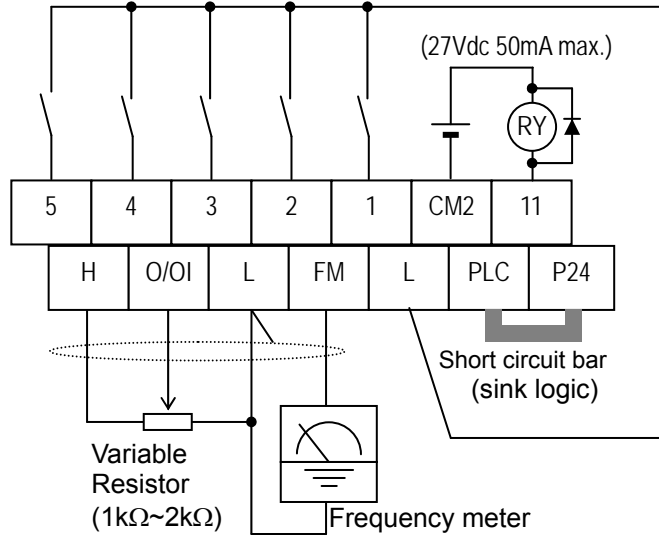 (27Vdc 50mA max.)
RY
5 4 3 2 1 CM2 11
H O/OI L FM L PLC P24
Short circuit bar
(sink logic)
Variable
Resistor
(1kΩ~2kΩ)
Frequency meter